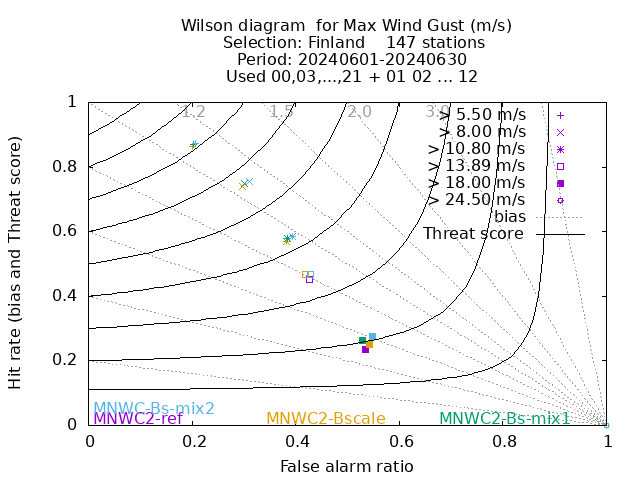 Wilson diagram  for Max Wind Gust (m/s)
Selection: Finland    147 stations
Period: 20240601-20240630
Used 00,03,...,21 + 01 02 ... 12
1.2 1.5 2.0 3.0
> 5.50 m/s
> 8.00 m/s
> 10.80 m/s
> 13.89 m/s
> 18.00 m/s
> 24.50 m/s
bias
Threat score
Hit rate (bias and Threat score)
1
0.8
0.6
0.4
0.2
0
MNWC-Bs-mix2
MNWC2-ref MNWC2-Bscale MNWC2-Bs-mix1
0 0.2 0.4 0.6 0.8 1
False alarm ratio